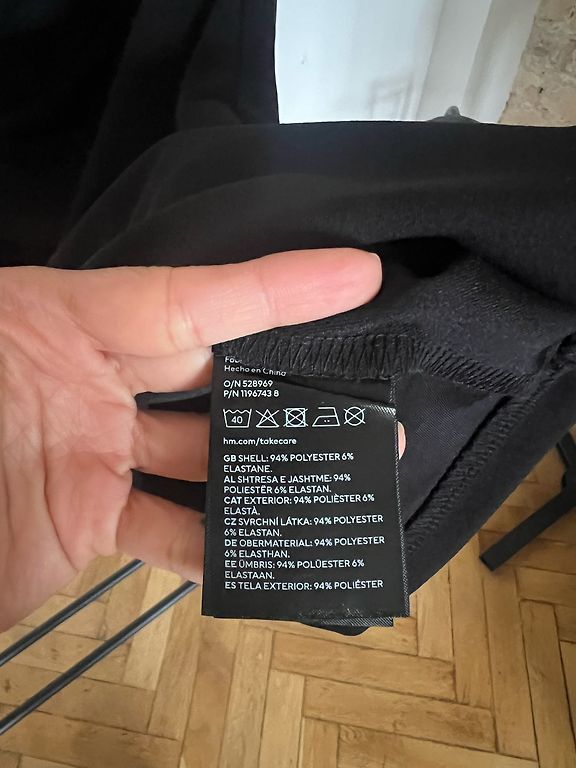 Hecho en China
O/N 528969
P/N 1196743 8
40
hm.com/takecare
GB SHELL: 94% POLYESTER 6%
ELASTANE.
AL SHTRESA E JASHTME: 94%
POLIESTËR 6% ELASTAN.
CAT EXTERIOR: 94% POLIÈSTER 6%
ELASTÀ.
CZ SVRCHNÍ LÁTKA: 94% POLYESTER
6% ELASTAN.
DE OBERMATERIAL: 94% POLYESTER
6% ELASTHAN.
EE ÜMBRIS: 94% POLÜESTER 6%
ELASTAAN.
ES TELA EXTERIOR: 94% POLIÉSTER